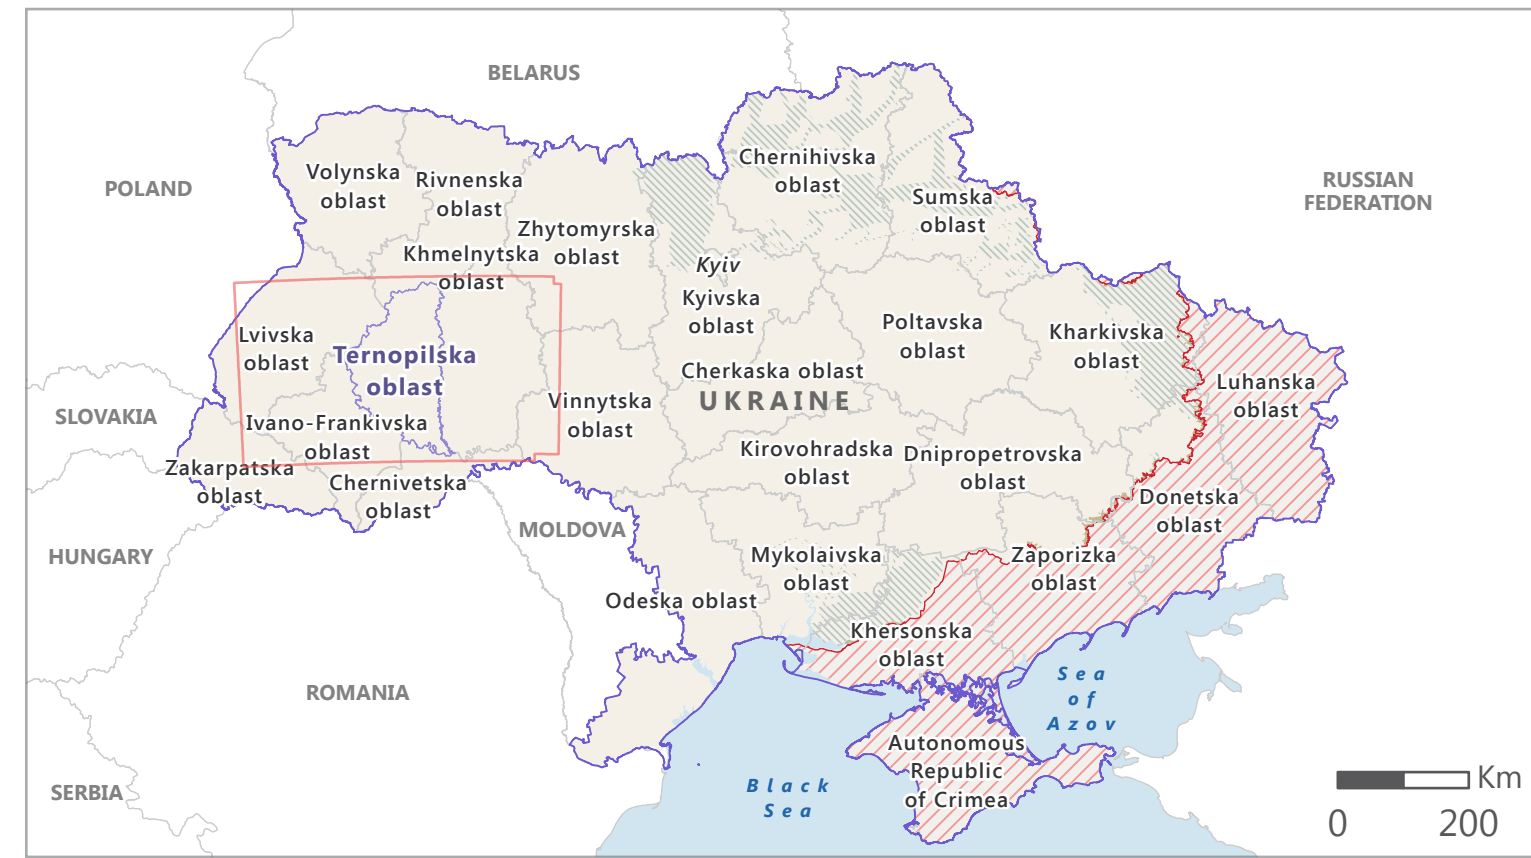 BELARUS
POLAND
RUSSIAN
FEDERATION
Volynska
oblast
Rivnenska
oblast
Zhytomyrska
oblast
Khmelnytska
oblast
Chernihivska
oblast
Sumska
oblast
Kyiv
Kyivska
oblast
Lvivska
oblast
Ternopilska
oblast
Poltavska
oblast
Kharkivska
oblast
Luhanska
oblast
Cherkaska oblast
UKRAINE
Vinnytska
oblast
SLOVAKIA
Ivano-Frankivska
oblast
Zakarpatska
oblast
Chernivetska
oblast
Kirovohradska
oblast
Dnipropetrovska
oblast
Donetska
oblast
HUNGARY
MOLDOVA
Mykolaivska
oblast
Zaporizka
oblast
Odeska oblast
Khersonska
oblast
ROMANIA
Sea
of
Azov
Autonomous
Republic
of Crimea
SERBIA
Black
Sea
Km
0 200